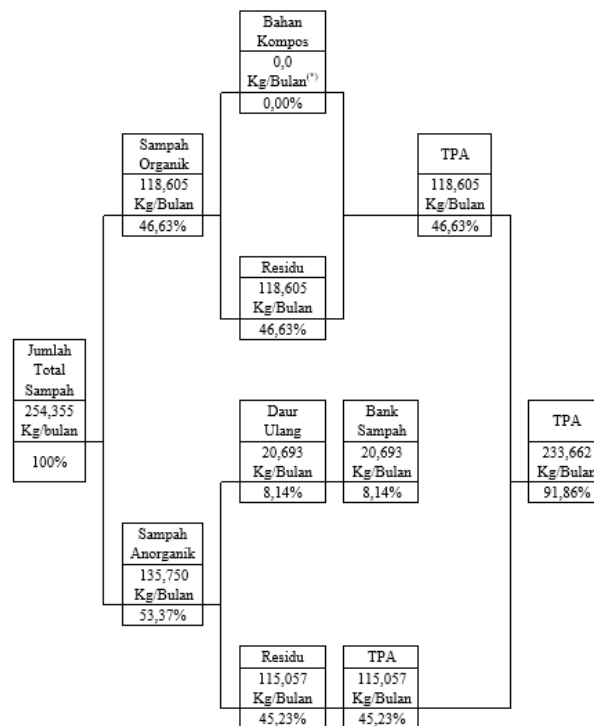 Bahan
Kompos
0,0
Kg/Bulan(*)
0,00%
Sampah
Organik
118,605
Kg/Bulan
46,63%
TPA
118,605
Kg/Bulan
46,63%
Residu
118,605
Kg/Bulan
46,63%
Jumlah
Total
Sampah
254,355
Kg/bulan
100%
Daur
Ulang
20,693
Kg/Bulan
8,14%
Bank
Sampah
20,693
Kg/Bulan
8,14%
TPA
233,662
Kg/Bulan
91,86%
Sampah
Anorganik
135,750
Kg/Bulan
53,37%
Residu
115,057
Kg/Bulan
45,23%
TPA
115,057
Kg/Bulan
45,23%